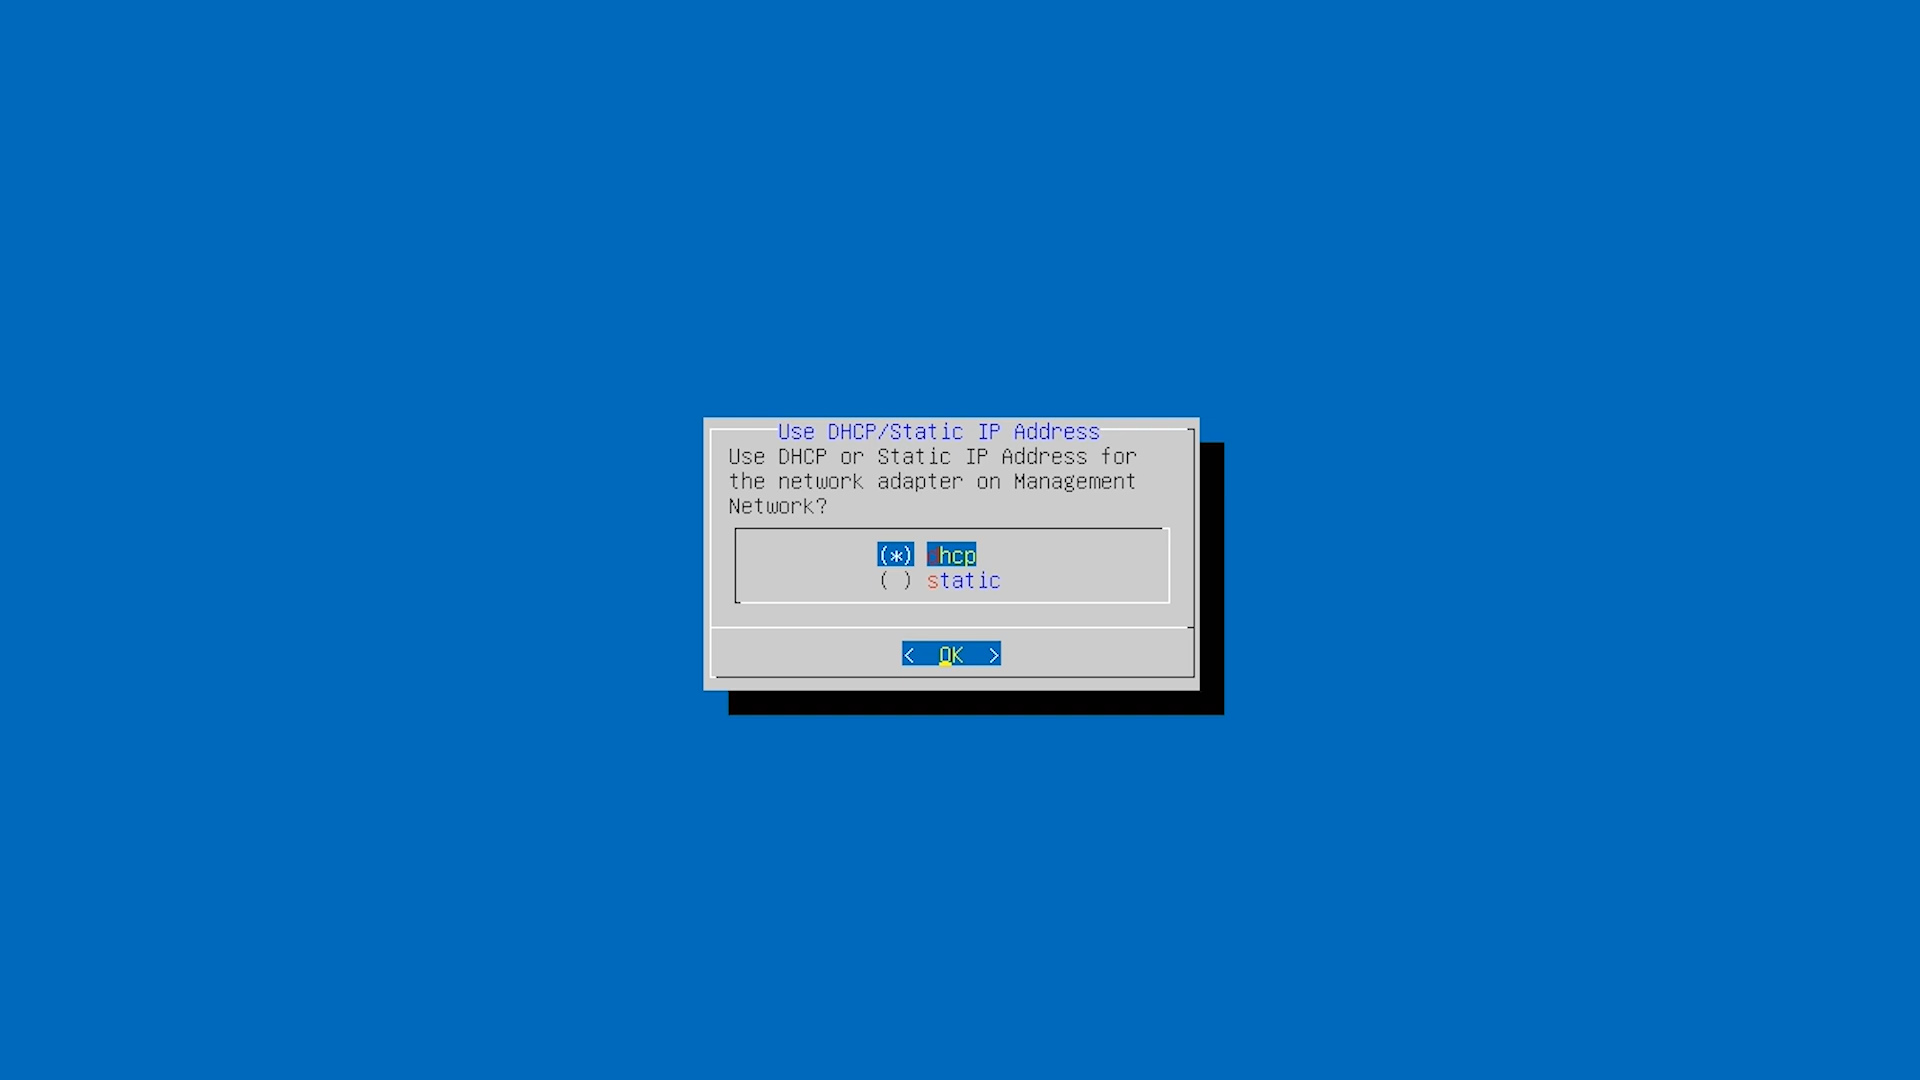 Use DHCP/Static IP Address
Use DHCP or Static IP Address for
the network adapter on Management
Network?
(*) dhcp
( ) static
< OK >